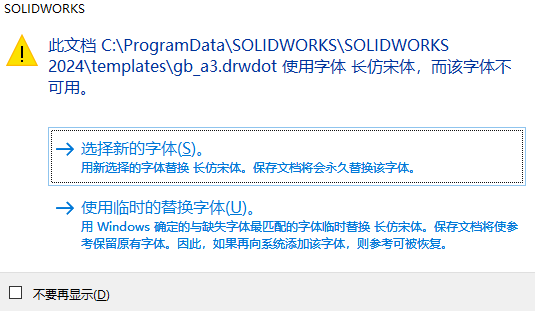 SOLIDWORKS
此文档 C:\ProgramData\SOLIDWORKS\SOLIDWORKS
2024\templates\gb_a3.drwdot 使用字体 长仿宋体，而该字体不
可用。
→ 选择新的字体(S)。
用新选择的字体替换 长仿宋体。保存文档将会永久替换该字体。
→ 使用临时的替换字体(U)。
用 Windows 确定的与缺失字体最匹配的字体临时替换 长仿宋体。保存文档将使参
考保留原有字体。因此，如果再向系统添加该字体，则参考可被恢复。
不要再显示(D)